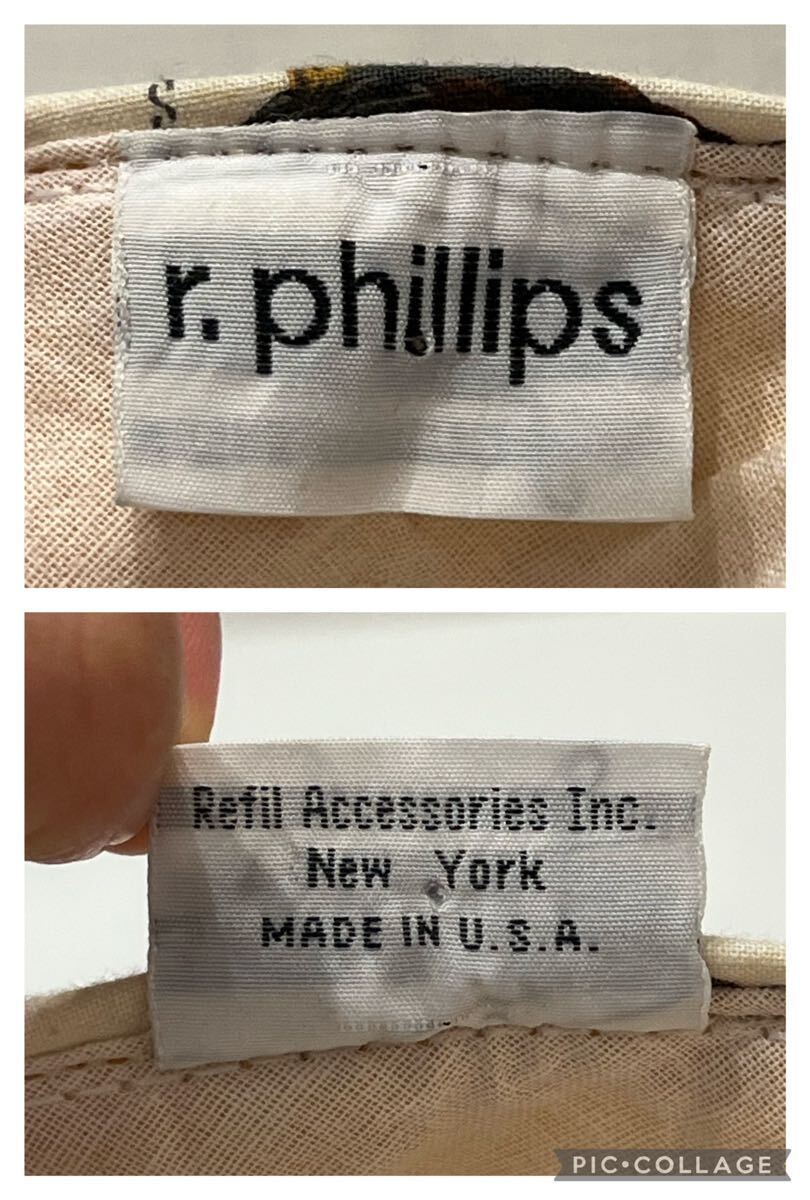 S
r. phillips
Refil Accessories Inc.
New York
MADE IN U.S.A.
PIC•COLLAGE